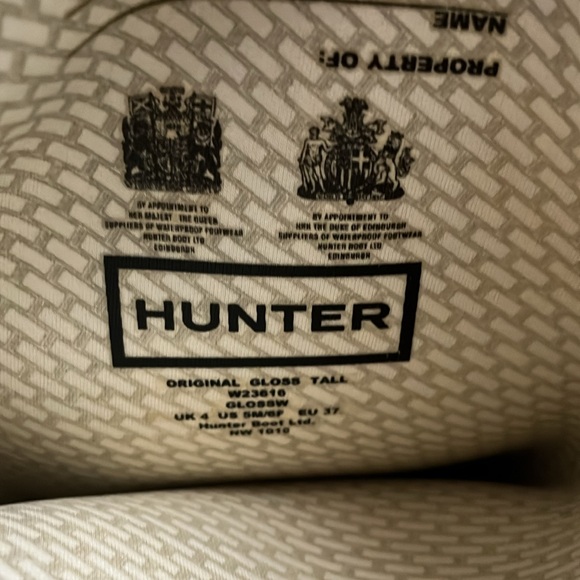 NAME
PROPERTY OF:
BY APPOINTMENT TO
HER MAJESTY THE QUEEN
SUPPLIERS OF WATERPROOF FOOTWEAR
HUNTER BOOT LTD
EDINBURGH
BY APPOINTMENT TO
HRH THE DUKE OF EDINBURGH
SUPPLIERS OF WATERPROOF FOOTWEAR
HUNTER BOOT LTD
EDINBURGH
HUNTER
ORIGINAL GLOSS TALL
W23616
GLOSSW
UK 4 US 5M/6F EU 37
Hunter Boot Ltd.